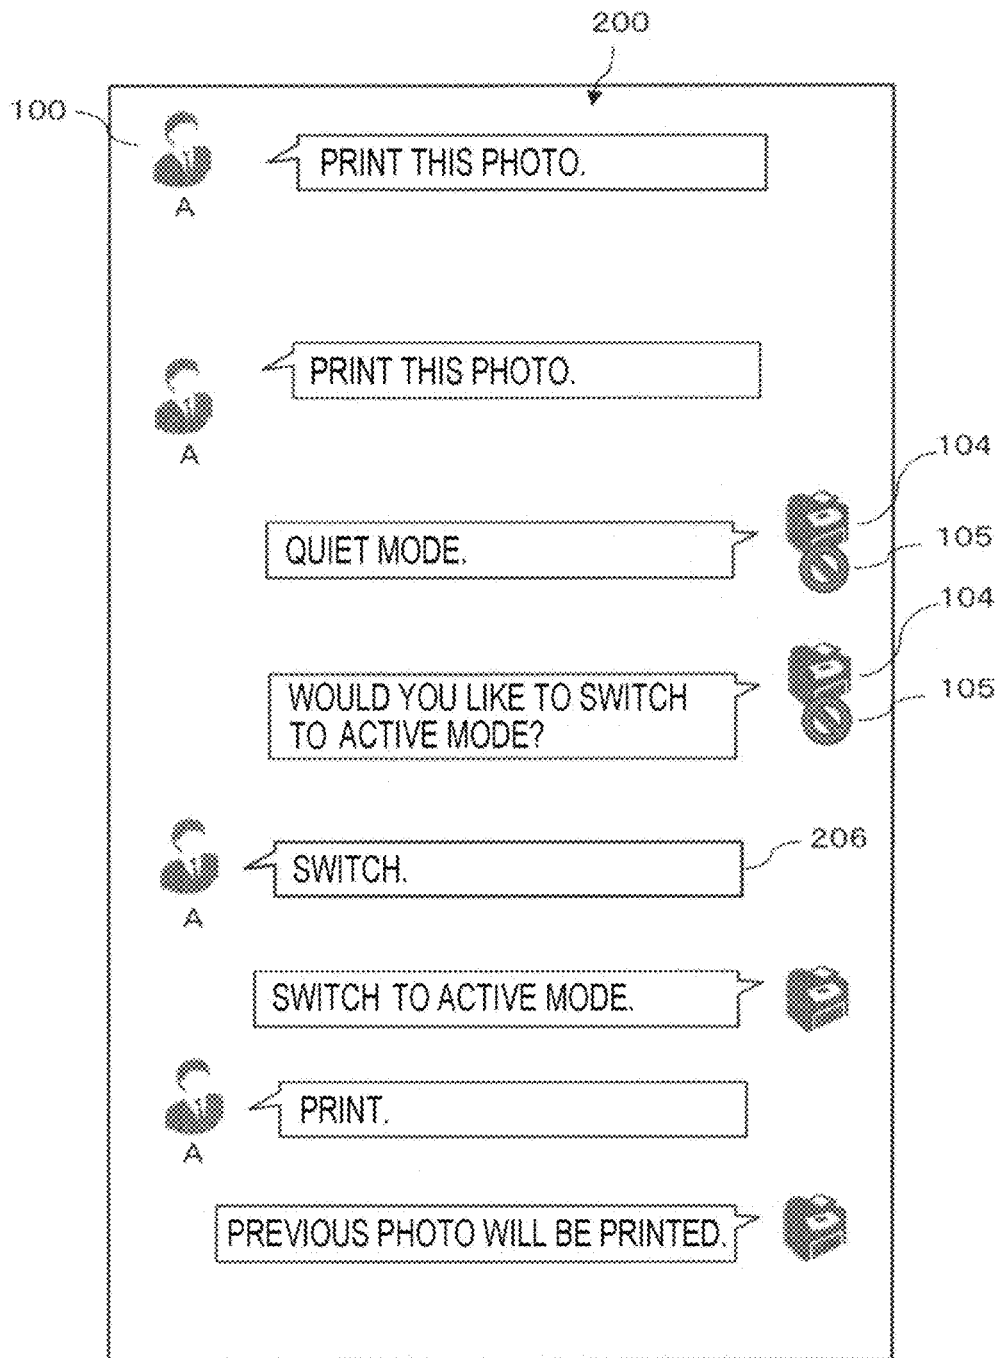 200
100
PRINT THIS PHOTO.
A
PRINT THIS PHOTO.
A
104
QUIET MODE.
105
104
WOULD YOU LIKE TO SWITCH
TO ACTIVE MODE?
105
206
SWITCH.
A
SWITCH TO ACTIVE MODE.
PRINT.
A
PREVIOUS PHOTO WILL BE PRINTED.